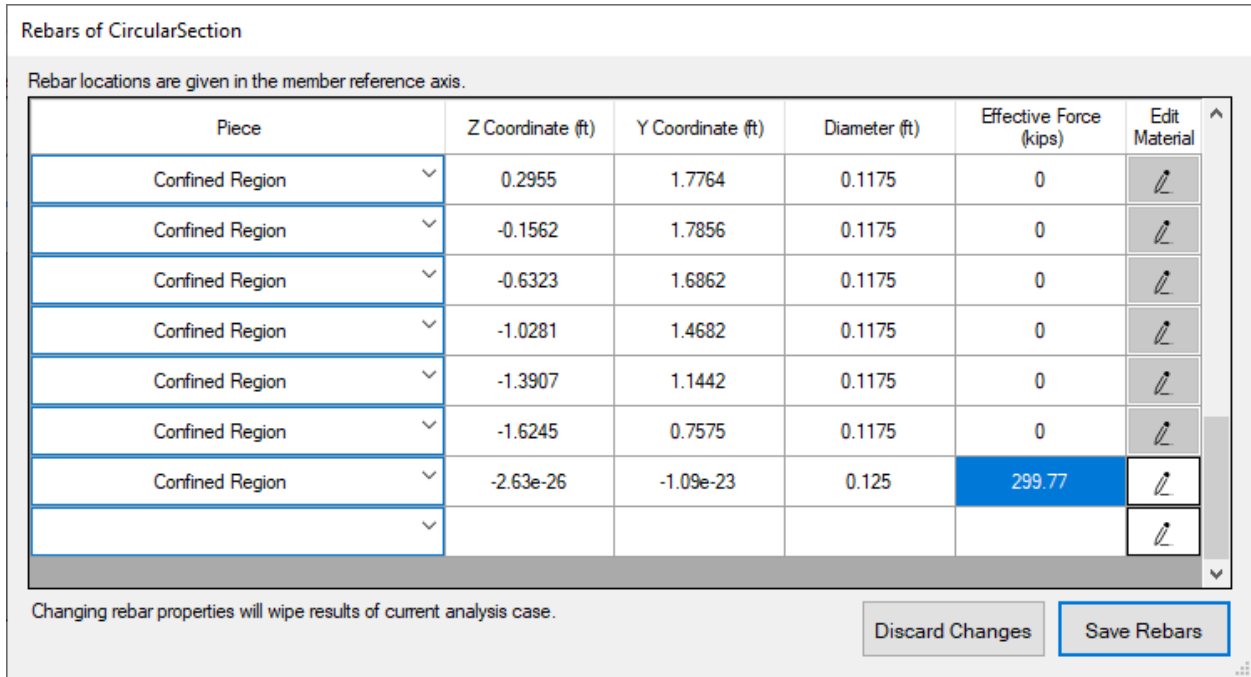 Rebars of CircularSection
Rebar locations are given in the member reference axis.
Piece Z Coordinate (ft) Y Coordinate (ft) Diameter (ft) Effective Force (kips) Edit Material
Confined Region 0.2955 1.7764 0.1175 0
Confined Region -0.1562 1.7856 0.1175 0
Confined Region -0.6323 1.6862 0.1175 0
Confined Region -1.0281 1.4682 0.1175 0
Confined Region -1.3907 1.1442 0.1175 0
Confined Region -1.6245 0.7575 0.1175 0
Confined Region -2.63e-26 -1.09e-23 0.125 299.77
Changing rebar properties will wipe results of current analysis case.
Discard Changes Save Rebars